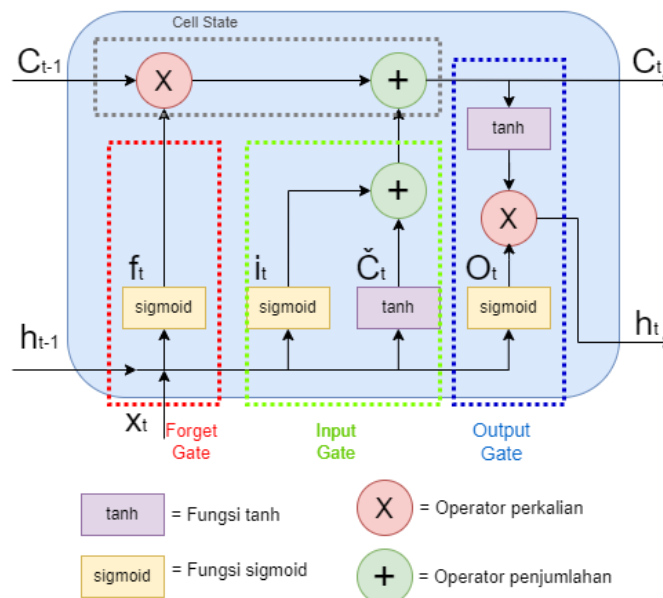 Cell State
Ct-1
X
+
Ct
tanh
+
X
ft
it
Čt
Ot
sigmoid
sigmoid
tanh
sigmoid
ht-1
ht
xt
Forget
Gate
Input
Gate
Output
Gate
tanh
= Fungsi tanh
X
= Operator perkalian
sigmoid
= Fungsi sigmoid
+
= Operator penjumlahan